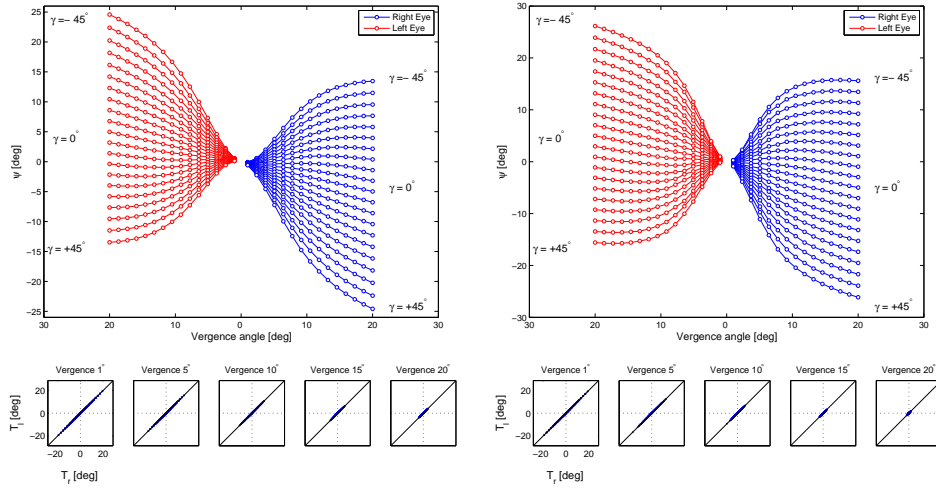 25
20
15
10
5
0
−5
−10
−15
−20
−25
ψ [deg]
γ =− 45°
γ = 0°
γ = +45°
Right Eye
Left Eye
γ =− 45°
γ = 0°
γ = +45°
30 20 10 0 10 20 30
Vergence angle [deg]
30
20
10
0
−10
−20
−30
ψ [deg]
γ =− 45°
γ = 0°
γ = +45°
Right Eye
Left Eye
γ =− 45°
γ = 0°
γ = +45°
30 20 10 0 10 20 30
Vergence angle [deg]
Vergence 1° Vergence 5° Vergence 10° Vergence 15° Vergence 20°
20
0
−20
T_l [deg]
−20 0 20
T_r [deg]
Vergence 1° Vergence 5° Vergence 10° Vergence 15° Vergence 20°
20
0
−20
T_l [deg]
−20 0 20
T_r [deg]